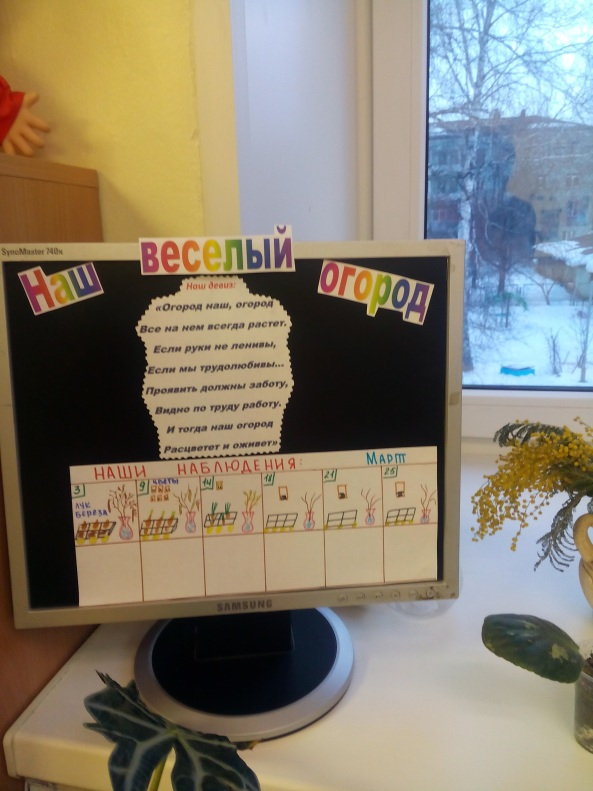 SyncMaster 740n
Наш веселый огород
Наш девиз:
«Огород наш, огород
Все на нем всегда растет.
Если руки не ленивы,
Если мы трудолюбивы...
Проявить должны заботу,
Видно по труду работу.
И тогда наш огород
Расцветет и оживет»
НАШИ НАБЛЮДЕНИЯ: МАРТ
3 9 14 18 21 25
ЦВЕТЫ
ЛУК
БЕРЕЗА
SAMSUNG